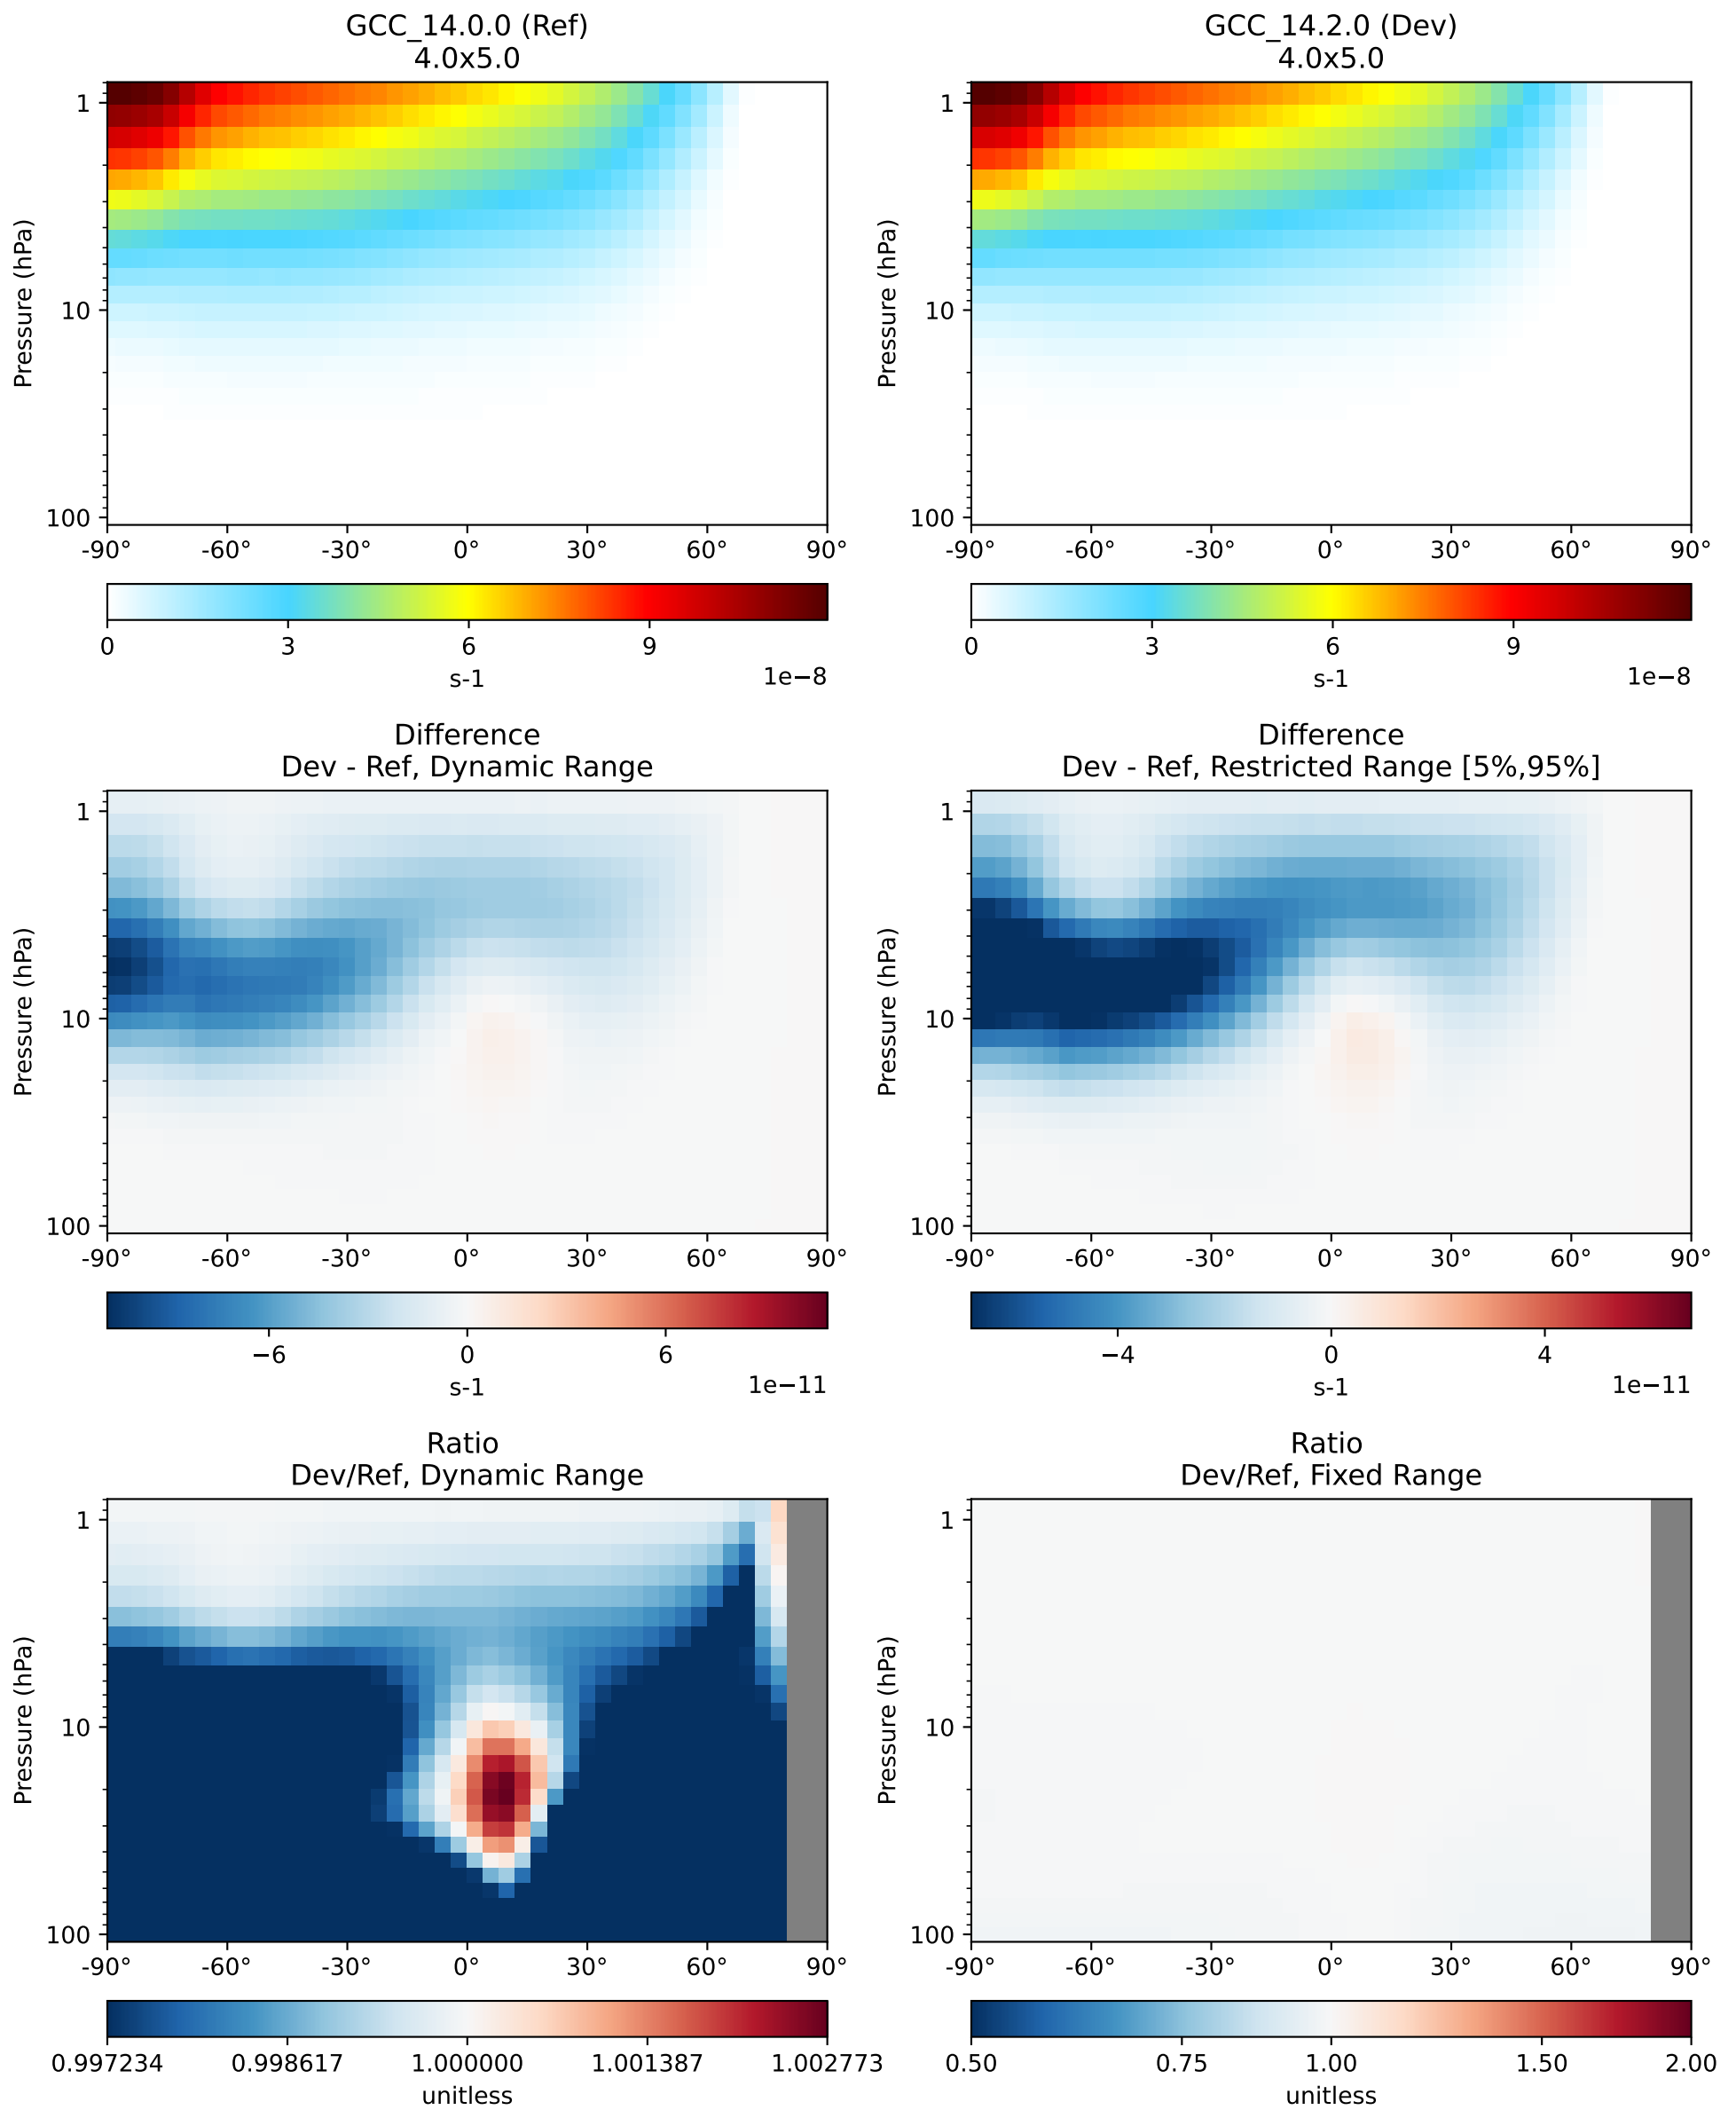 GCC_14.0.0 (Ref)
4.0x5.0
GCC_14.2.0 (Dev)
4.0x5.0
Pressure (hPa)
1
10
100
-90° -60° -30° 0° 30° 60° 90°
0 3 6 9
s-1
1e−8
Pressure (hPa)
1
10
100
-90° -60° -30° 0° 30° 60° 90°
0 3 6 9
s-1
1e−8
Difference
Dev - Ref, Dynamic Range
Difference
Dev - Ref, Restricted Range [5%,95%]
Pressure (hPa)
1
10
100
-90° -60° -30° 0° 30° 60° 90°
−6 0 6
s-1
1e−11
Pressure (hPa)
1
10
100
-90° -60° -30° 0° 30° 60° 90°
−4 0 4
s-1
1e−11
Ratio
Dev/Ref, Dynamic Range
Ratio
Dev/Ref, Fixed Range
Pressure (hPa)
1
10
100
-90° -60° -30° 0° 30° 60° 90°
0.997234 0.998617 1.000000 1.001387 1.002773
unitless
Pressure (hPa)
1
10
100
-90° -60° -30° 0° 30° 60° 90°
0.50 0.75 1.00 1.50 2.00
unitless